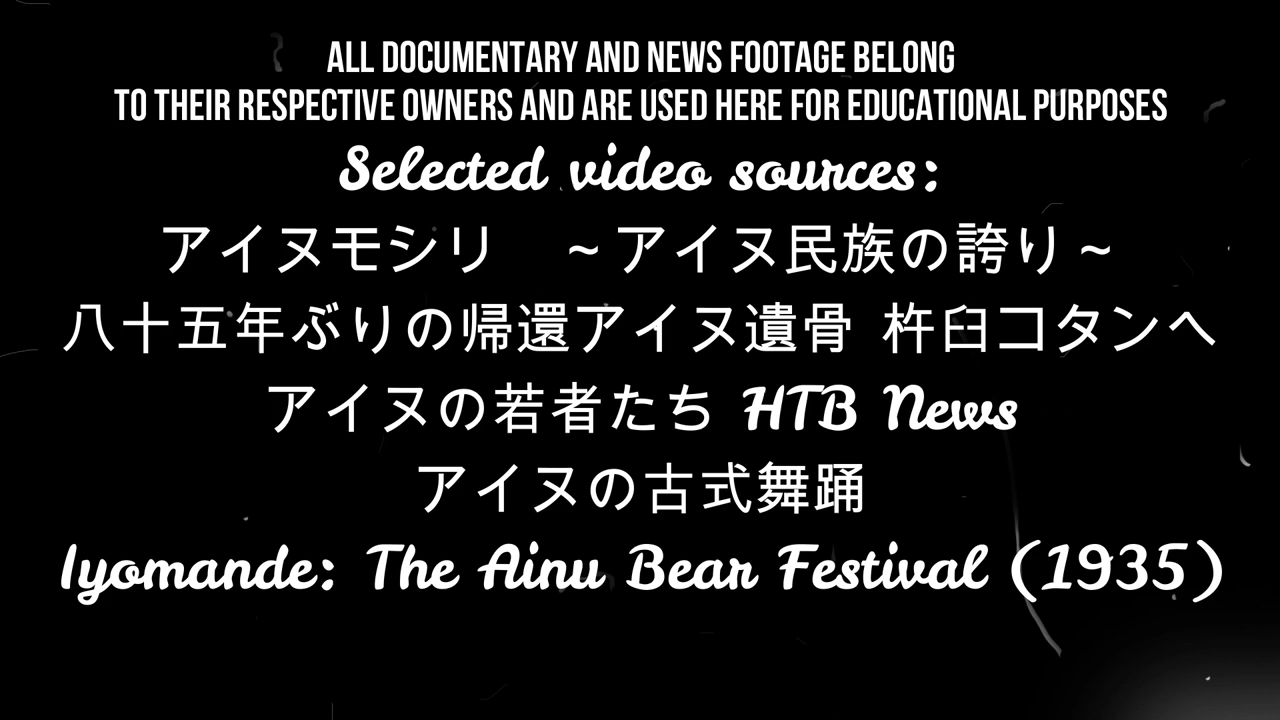 ALL DOCUMENTARY AND NEWS FOOTAGE BELONG
TO THEIR RESPECTIVE OWNERS AND ARE USED HERE FOR EDUCATIONAL PURPOSES
Selected video sources:
アイヌモシリ　~アイヌ民族の誇り~
八十五年ぶりの帰還アイヌ遺骨 杵臼コタンへ
アイヌの若者たち HTB News
アイヌの古式舞踊
Iyomande: The Ainu Bear Festival (1935)